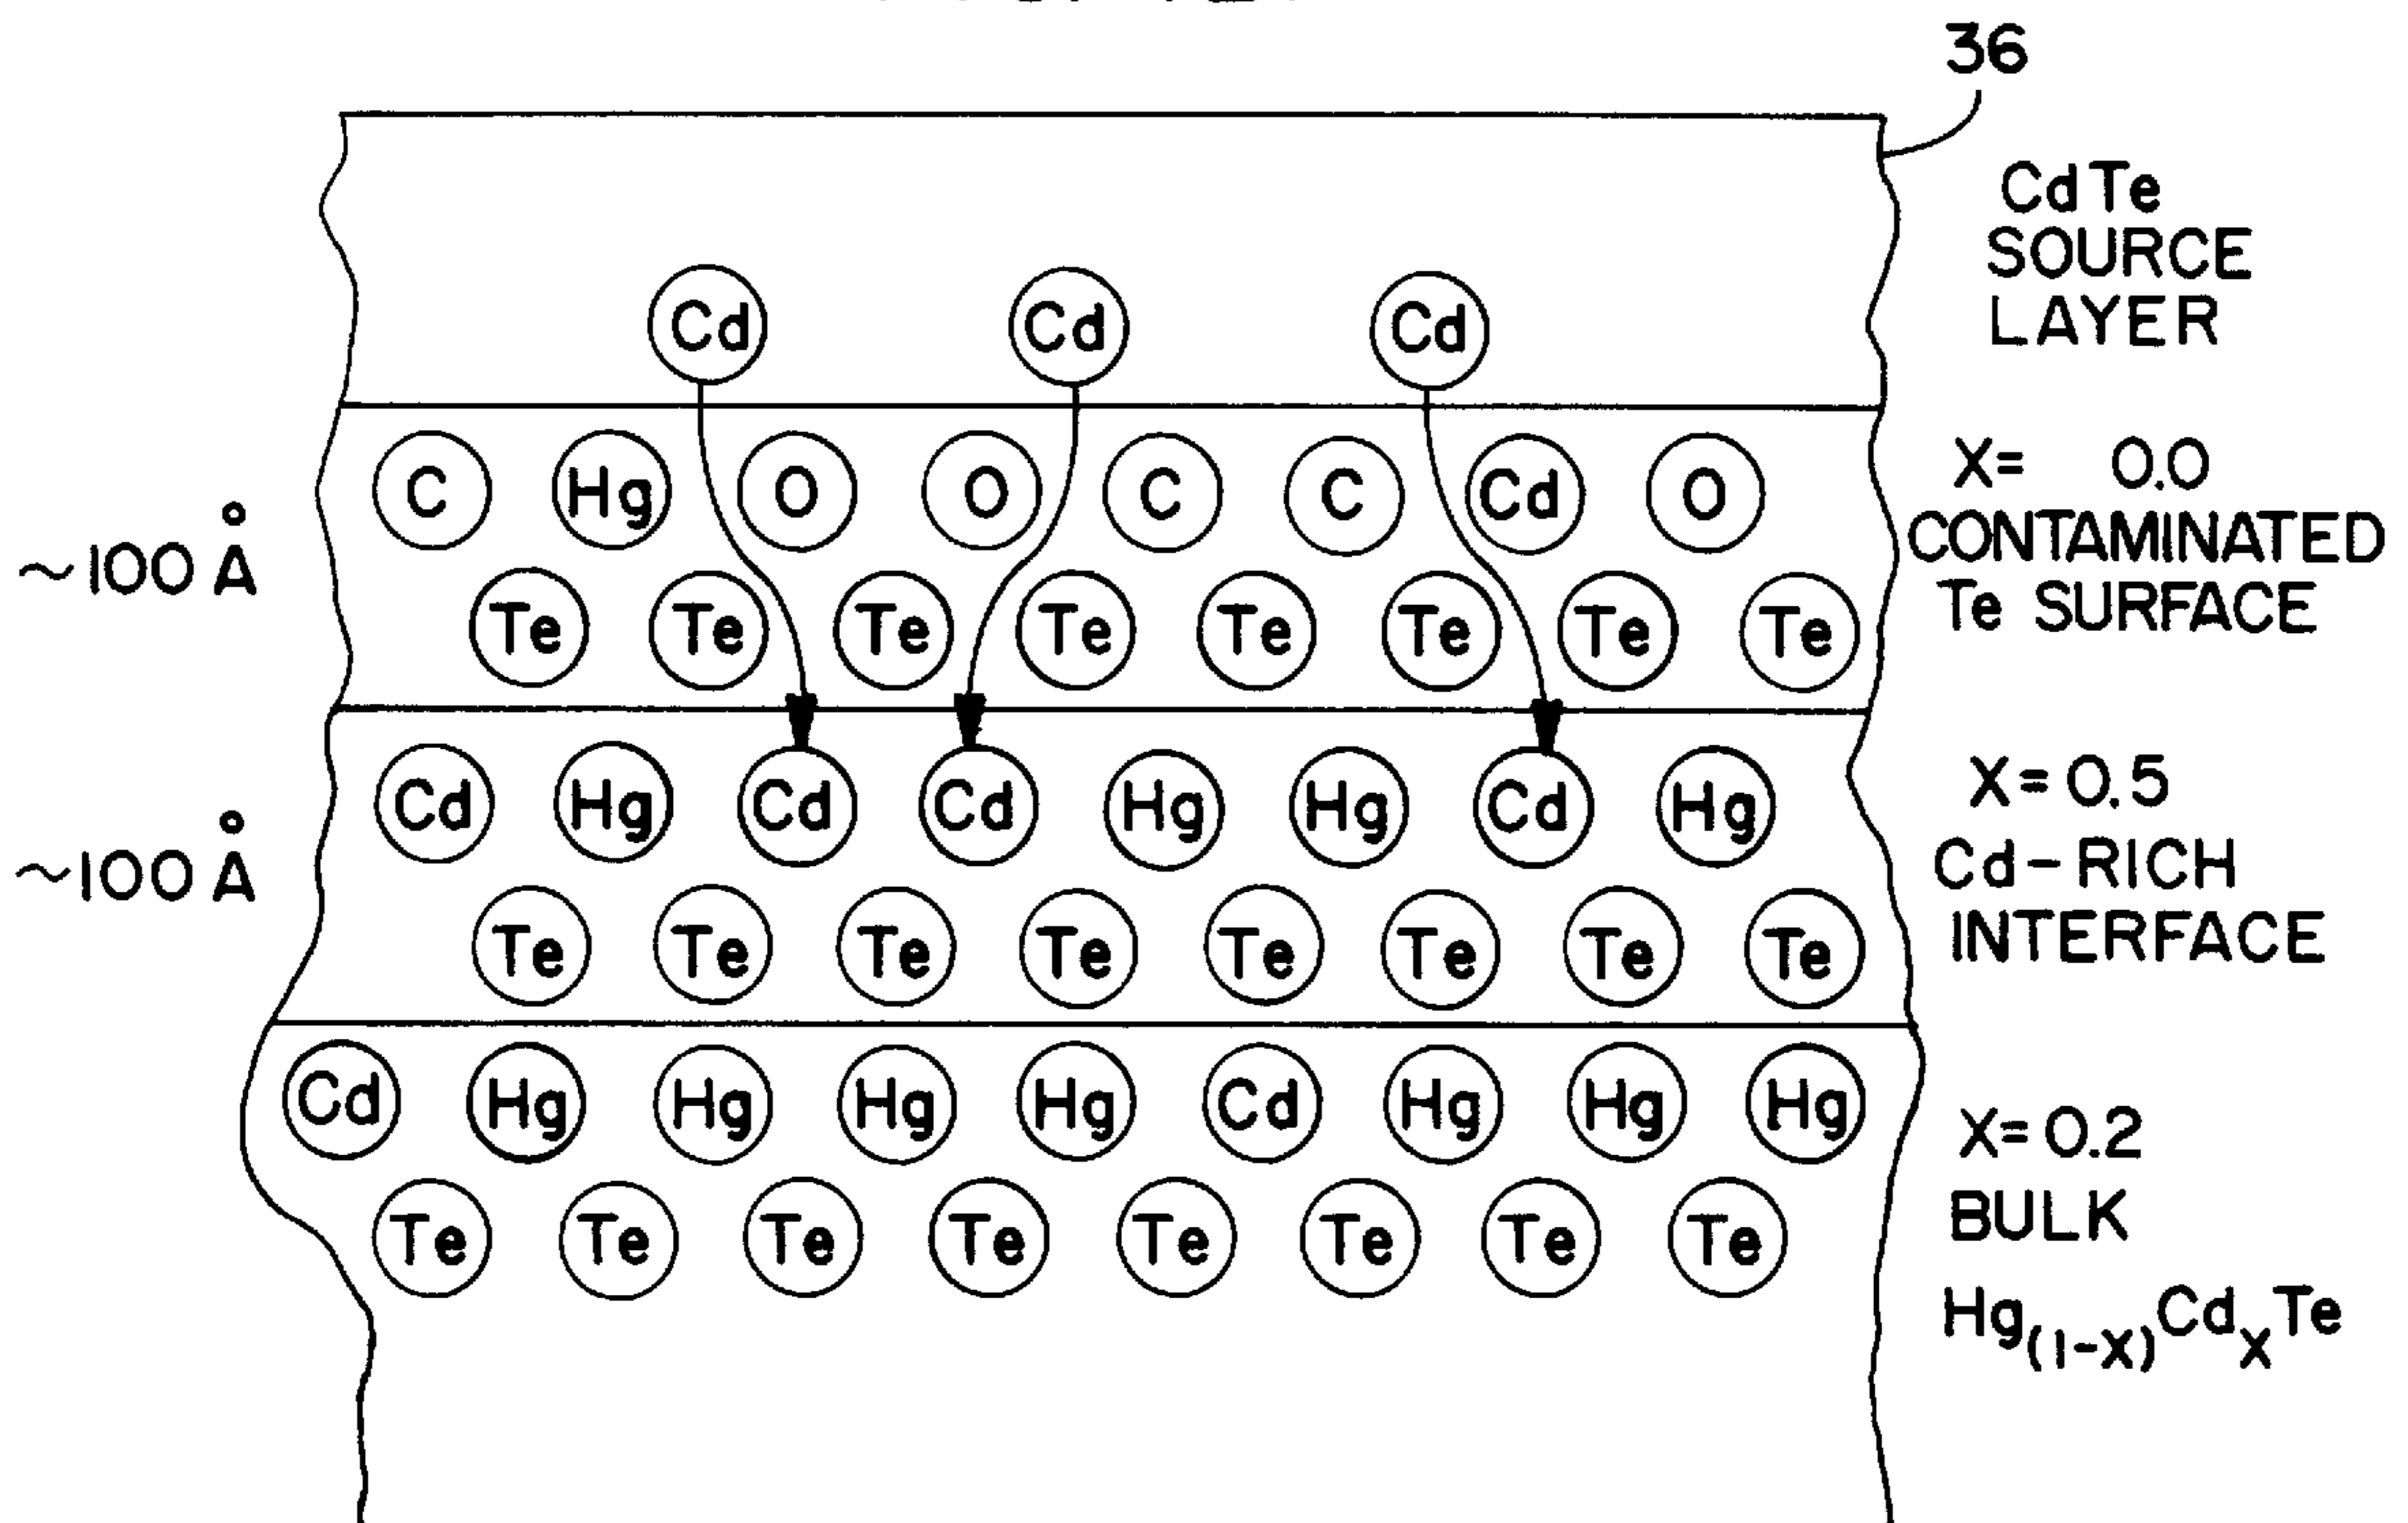 36
CdTe
SOURCE
LAYER
Cd Cd Cd
C Hg O O C C Cd O
X= 0.0
CONTAMINATED
Te SURFACE
~100 Å
Te Te Te Te Te Te Te Te
Cd Hg Cd Cd Hg Hg Cd Hg
X=0.5
Cd-RICH
INTERFACE
~100 Å
Te Te Te Te Te Te Te Te
Cd Hg Hg Hg Hg Cd Hg Hg Hg
X=0.2
BULK
Te Te Te Te Te Te Te Te
Hg(1-X)CdXTe